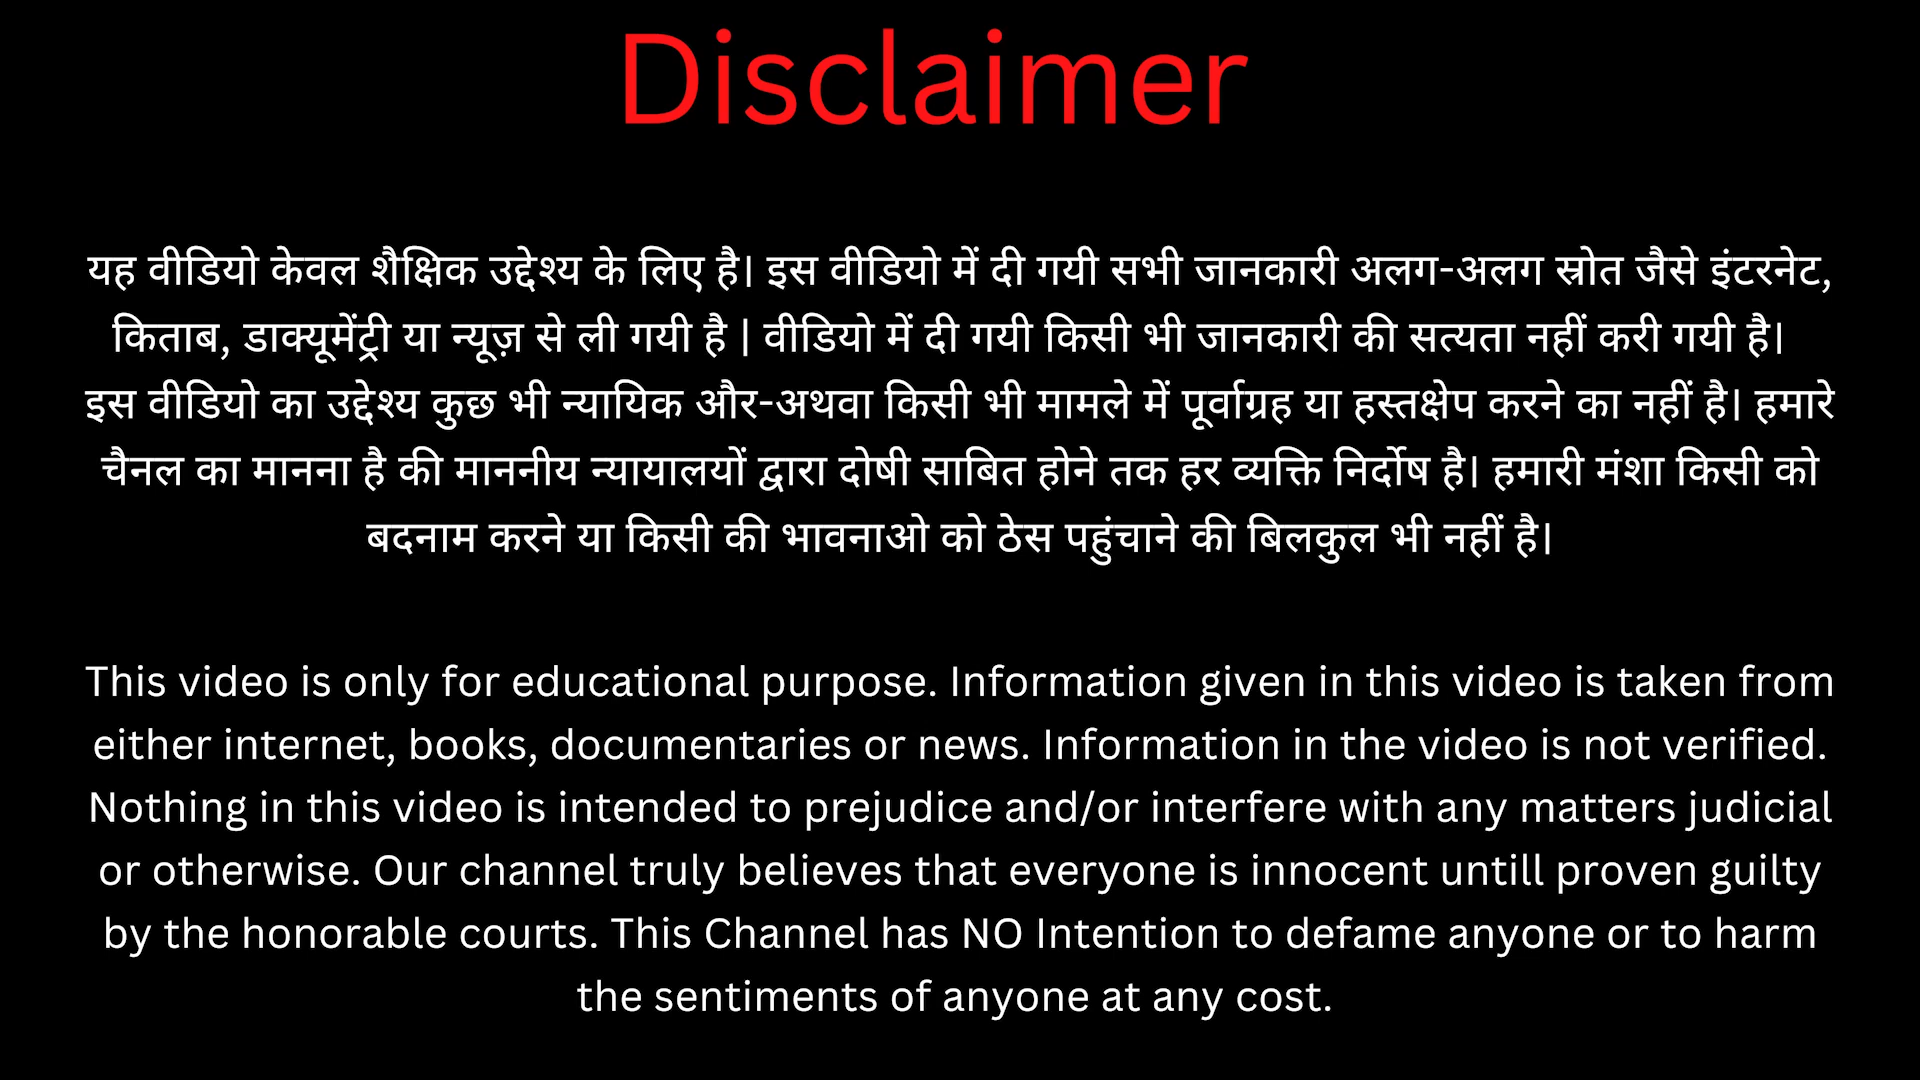 Disclaimer
यह वीडियो केवल शैक्षिक उद्देश्य के लिए है। इस वीडियो में दी गयी सभी जानकारी अलग-अलग स्रोत जैसे इंटरनेट,
किताब, डाक्यूमेंट्री या न्यूज़ से ली गयी है | वीडियो में दी गयी किसी भी जानकारी की सत्यता नहीं करी गयी है।
इस वीडियो का उद्देश्य कुछ भी न्यायिक और-अथवा किसी भी मामले में पूर्वाग्रह या हस्तक्षेप करने का नहीं है। हमारे
चैनल का मानना है की माननीय न्यायालयों द्वारा दोषी साबित होने तक हर व्यक्ति निर्दोष है। हमारी मंशा किसी को
बदनाम करने या किसी की भावनाओ को ठेस पहुंचाने की बिलकुल भी नहीं है।
This video is only for educational purpose. Information given in this video is taken from
either internet, books, documentaries or news. Information in the video is not verified.
Nothing in this video is intended to prejudice and/or interfere with any matters judicial
or otherwise. Our channel truly believes that everyone is innocent untill proven guilty
by the honorable courts. This Channel has NO Intention to defame anyone or to harm
the sentiments of anyone at any cost.